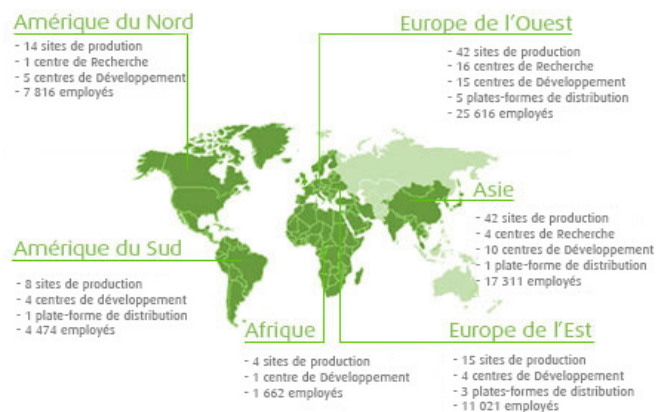 Amérique du Nord
- 14 sites de prodution
- 1 centre de Recherche
- 5 centres de Développement
- 7 816 employés
Europe de l'Ouest
- 42 sites de production
- 16 centres de Recherche
- 15 centres de Développement
- 5 plates-formes de distribution
- 25 616 employés
Asie
- 42 sites de production
- 4 centres de Recherche
- 10 centres de Développement
- 1 plate-forme de distribution
- 17 311 employés
Amérique du Sud
- 8 sites de production
- 4 centres de développement
- 1 plate-forme de distribution
- 4 474 employés
Afrique
- 4 sites de production
- 1 centre de Développement
- 1 662 employés
Europe de l'Est
- 15 sites de production
- 4 centres de Développement
- 3 plates-formes de distribution
- 11 021 employés